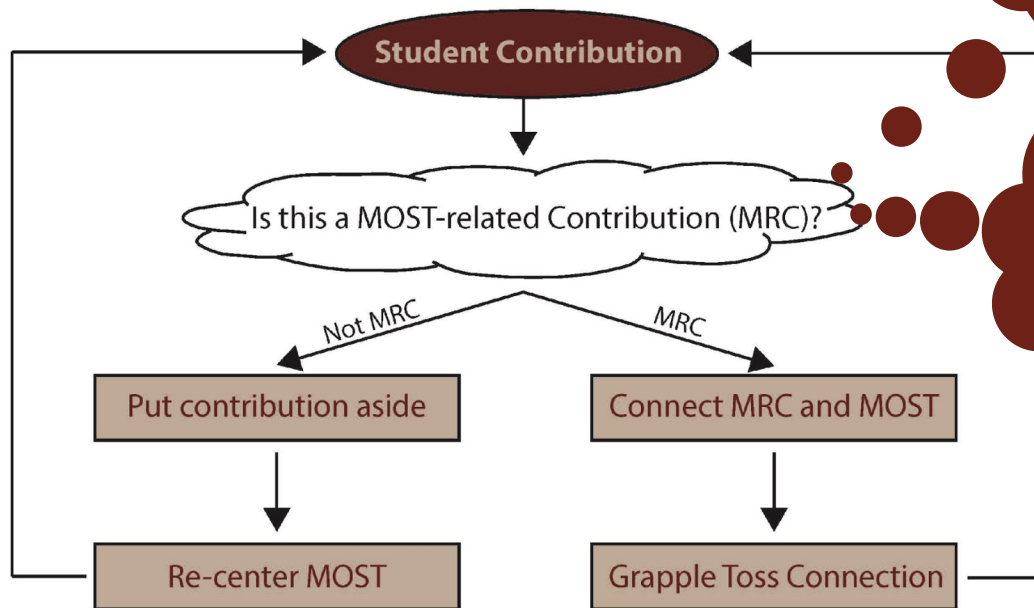 Student Contribution
Is this a MOST-related Contribution (MRC)?
Not MRC
MRC
Put contribution aside
Connect MRC and MOST
Re-center MOST
Grapple Toss Connection